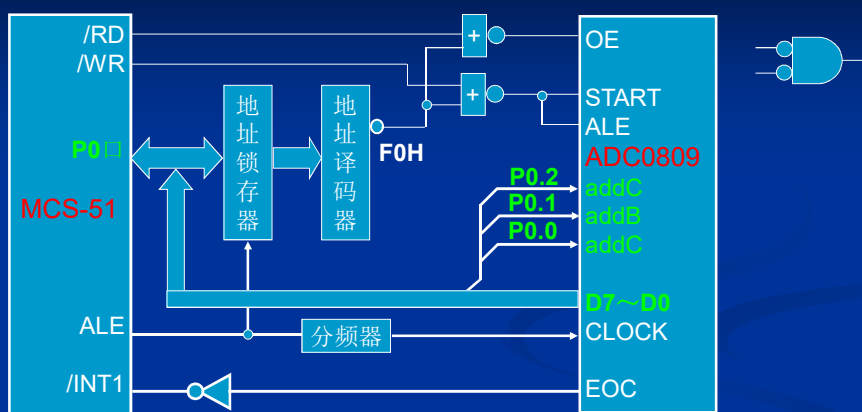 /RD
/WR
P0口
MCS-51
ALE
/INT1
地址锁存器
地址译码器
F0H
+
+
分频器
P0.2
P0.1
P0.0
OE
START
ALE
ADC0809
addC
addB
addC
D7～D0
CLOCK
EOC